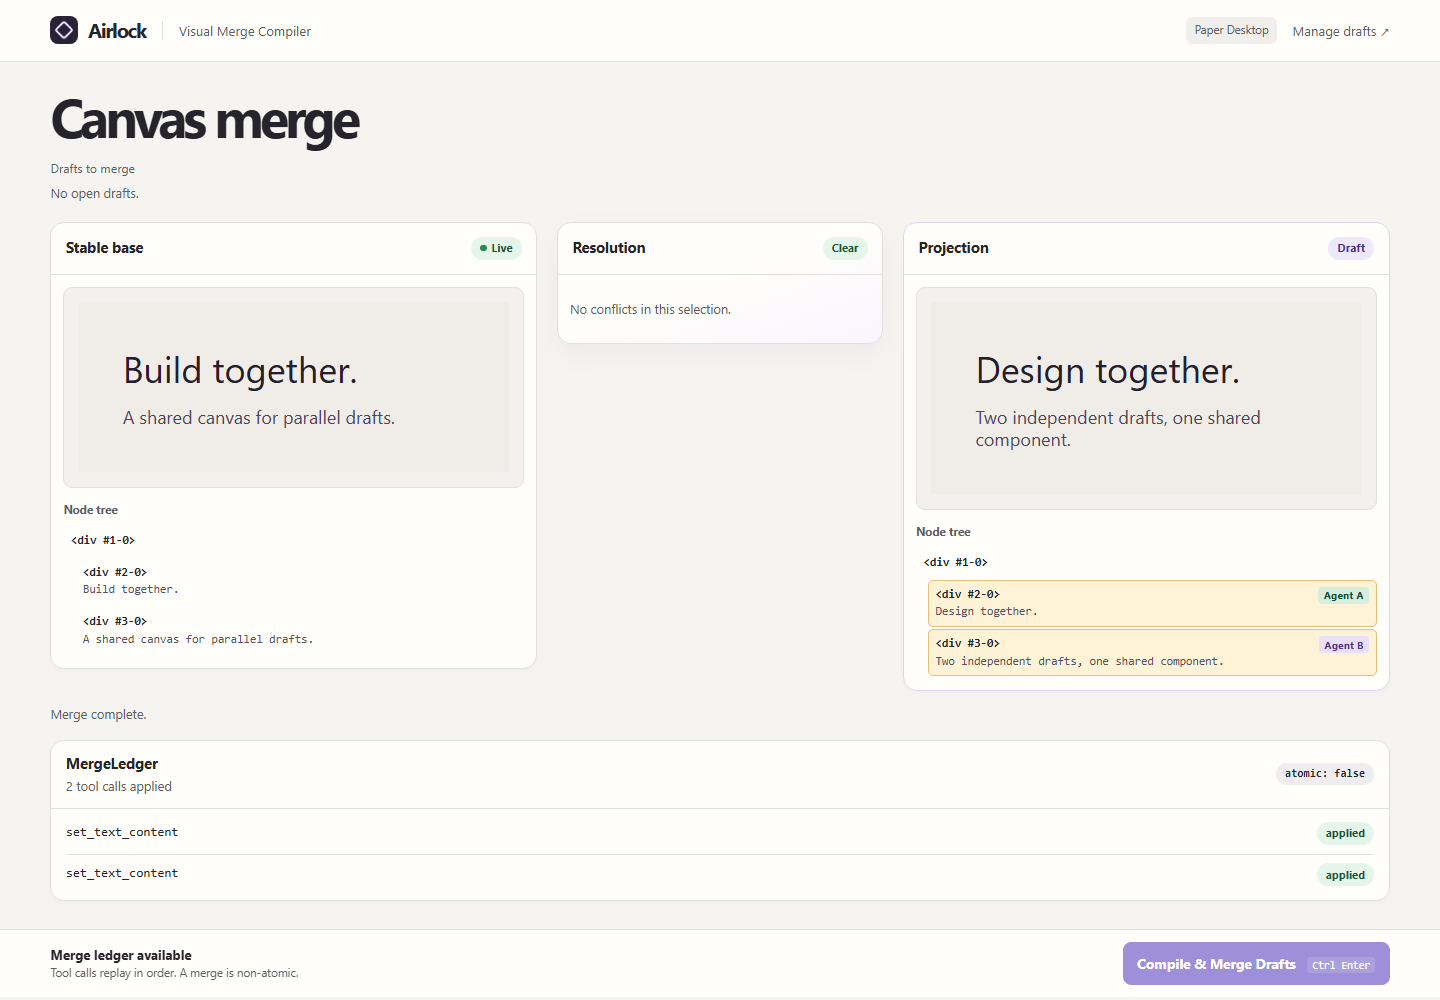 Airlock
Visual Merge Compiler
Paper Desktop
Manage drafts ↗
Canvas merge
Drafts to merge
No open drafts.
Stable base
Live
Build together.
A shared canvas for parallel drafts.
Node tree
<div #1-0>
<div #2-0>
Build together.
<div #3-0>
A shared canvas for parallel drafts.
Resolution
Clear
No conflicts in this selection.
Projection
Draft
Design together.
Two independent drafts, one shared
component.
Node tree
<div #1-0>
<div #2-0>
Agent A
Design together.
<div #3-0>
Agent B
Two independent drafts, one shared component.
Merge complete.
MergeLedger
2 tool calls applied
atomic: false
set_text_content
applied
set_text_content
applied
Merge ledger available
Tool calls replay in order. A merge is non-atomic.
Compile & Merge Drafts
Ctrl Enter